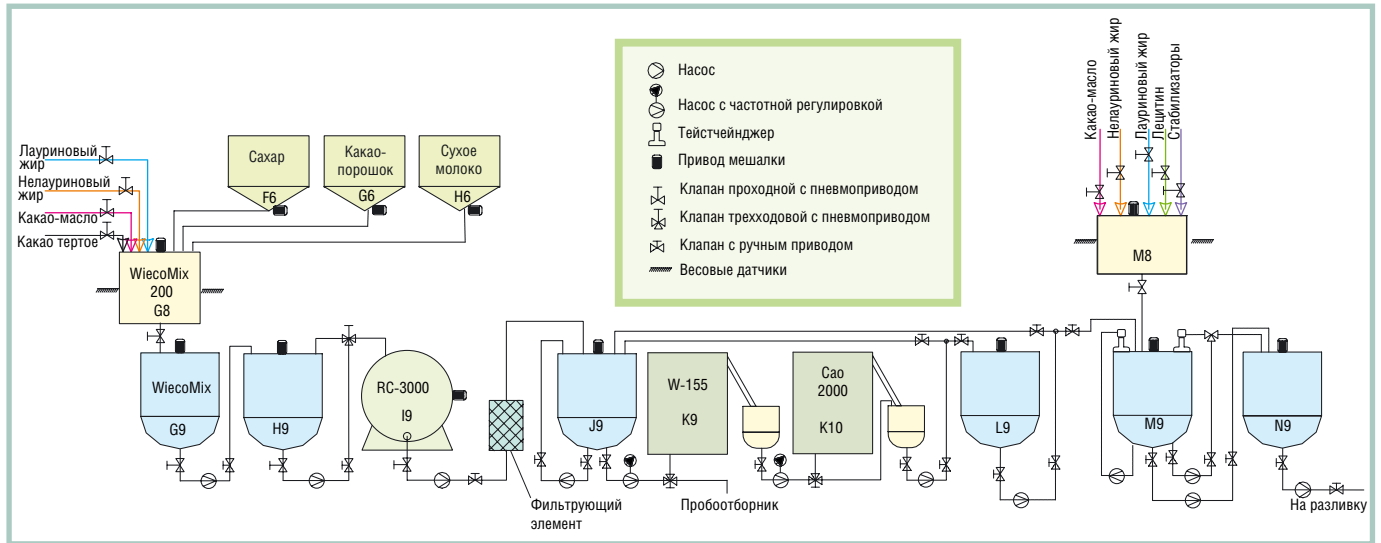 Лауриновый
жир
Нелауриновый
жир
Какао-масло
Какао тертое
Сахар
F6
Какао-
порошок
G6
Сухое
молоко
H6
WiecoMix
200
G8
WiecoMix
G9
H9
RC-3000
I9
Фильтрующий
элемент
J9
W-155
K9
Пробоотборник
Cao
2000
K10
L9
Насос
Насос с частотной регулировкой
Тейстчейнджер
Привод мешалки
Клапан проходной с пневмоприводом
Клапан трехходовой с пневмоприводом
Клапан с ручным приводом
Весовые датчики
Какао-масло
Нелауриновый жир
Лауриновый жир
Лецитин
Стабилизаторы
M8
M9
N9
На разливку